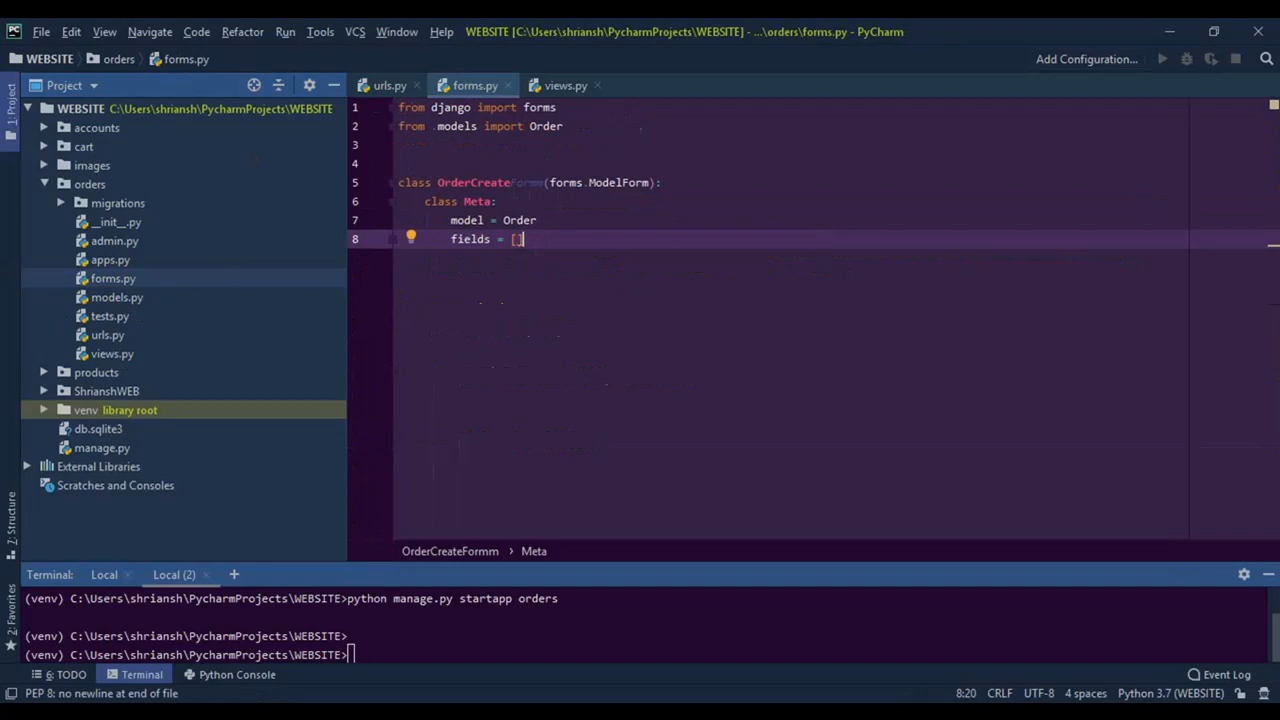 File Edit View Navigate Code Refactor Run Tools VCS Window Help WEBSITE [C:\Users\shriansh\PycharmProjects\WEBSITE] - ...\orders\forms.py - PyCharm
WEBSITE orders forms.py Add Configuration...
1: Project
Project
urls.py forms.py views.py
WEBSITE C:\Users\shriansh\PycharmProjects\WEBSITE
accounts
cart
images
orders
migrations
__init__.py
admin.py
apps.py
forms.py
models.py
tests.py
urls.py
views.py
products
ShrianshWEB
venv library root
db.sqlite3
manage.py
External Libraries
Scratches and Consoles
1 from django import forms
2 from .models import Order
3
4
5 class OrderCreateFormm(forms.ModelForm):
6 class Meta:
7 model = Order
8 fields = []
OrderCreateFormm > Meta
7: Structure
2: Favorites
Terminal: Local Local (2) +
(venv) C:\Users\shriansh\PycharmProjects\WEBSITE>python manage.py startapp orders
(venv) C:\Users\shriansh\PycharmProjects\WEBSITE>
(venv) C:\Users\shriansh\PycharmProjects\WEBSITE>
6: TODO Terminal Python Console Event Log
PEP 8: no newline at end of file 8:20 CRLF UTF-8 4 spaces Python 3.7 (WEBSITE)